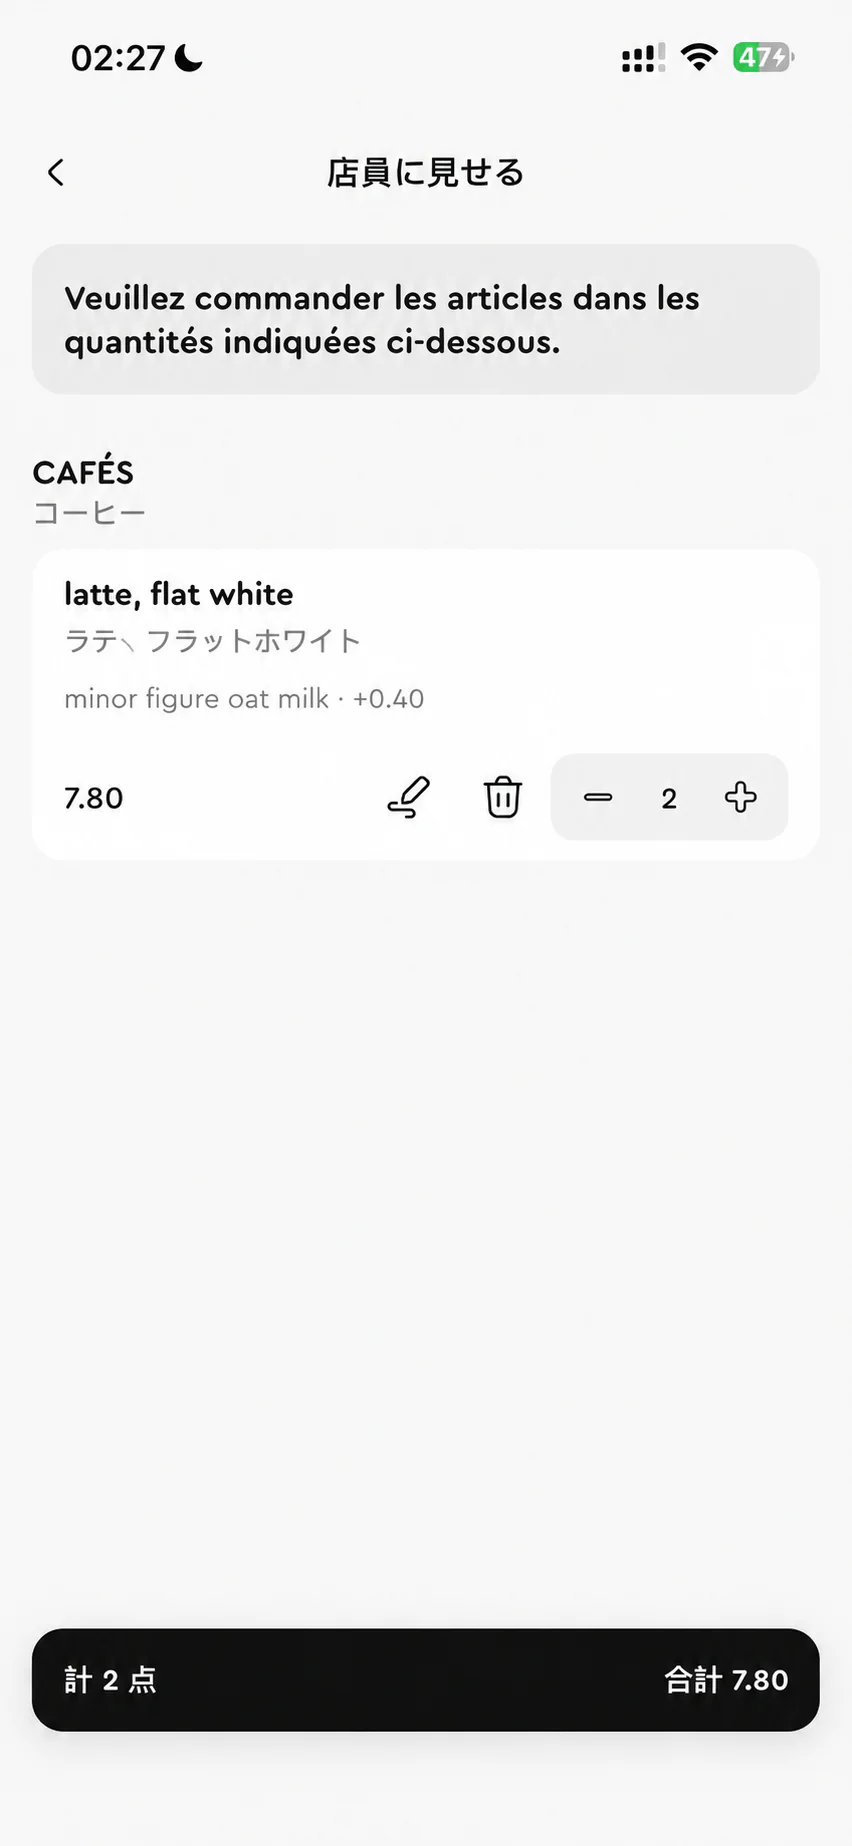 02:27
47
店員に見せる
Veuillez commander les articles dans les
quantités indiquées ci-dessous.
CAFÉS
コーヒー
latte, flat white
ラテ、フラットホワイト
minor figure oat milk · +0.40
7.80
2
計 2 点
合計 7.80